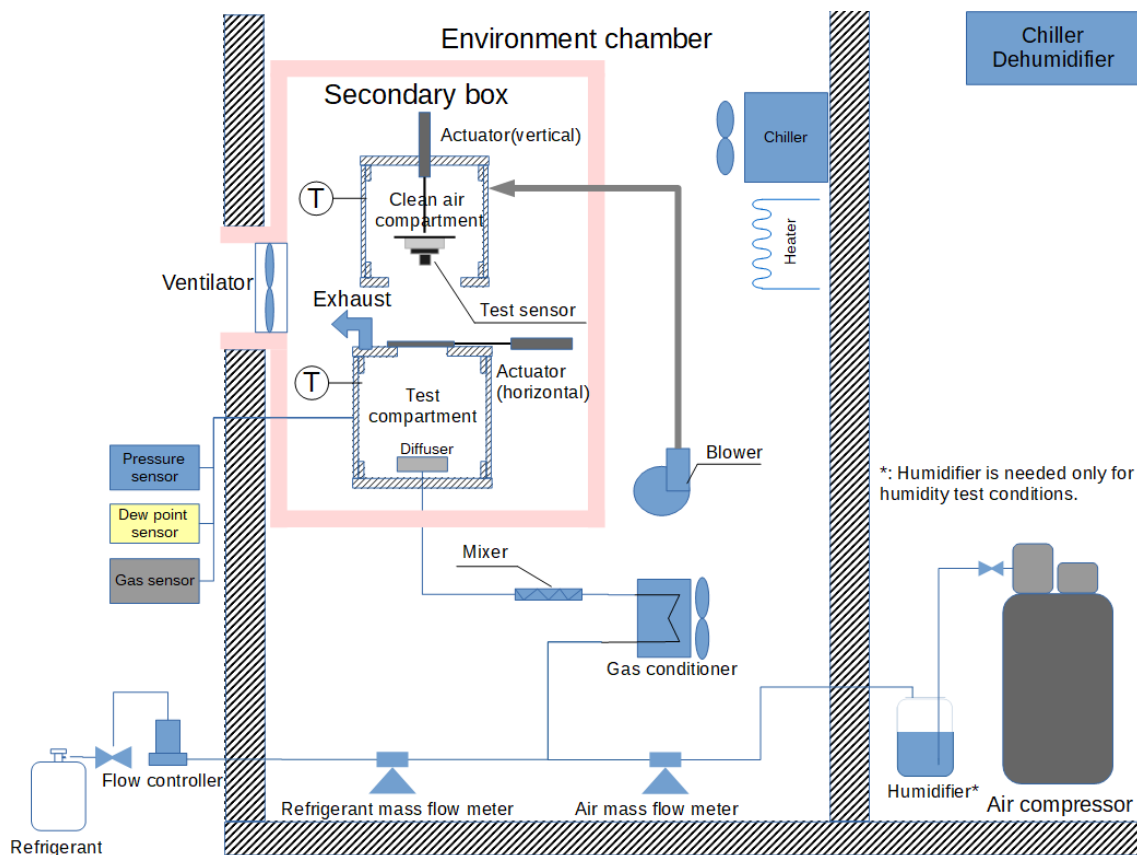 Environment chamber
Chiller
Dehumidifier
Secondary box
Actuator(vertical)
Chiller
T
Clean air
compartment
Heater
Ventilator
Exhaust
Test sensor
T
Actuator
(horizontal)
Test
compartment
Diffuser
Pressure
sensor
Blower
*: Humidifier is needed only for
humidity test conditions.
Dew point
sensor
Mixer
Gas sensor
Gas conditioner
Flow controller
Refrigerant mass flow meter
Air mass flow meter
Humidifier*
Air compressor
Refrigerant